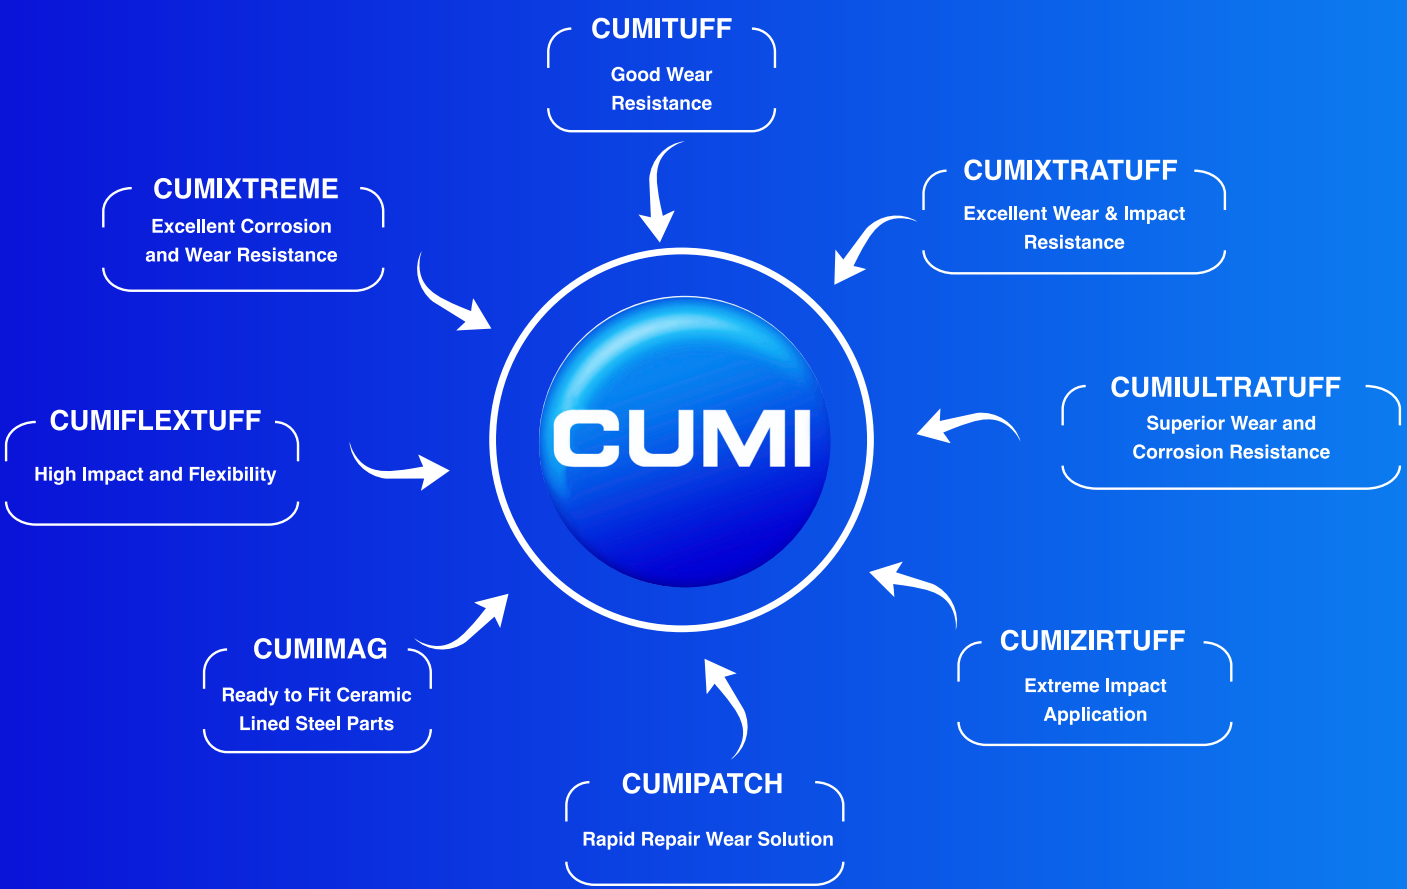 CUMITUFF
Good Wear
Resistance
CUMIXTREME
Excellent Corrosion
and Wear Resistance
CUMIXTRATUFF
Excellent Wear & Impact
Resistance
CUMIFLEXTUFF
High Impact and Flexibility
CUMI
CUMIULTRATUFF
Superior Wear and
Corrosion Resistance
CUMIMAG
Ready to Fit Ceramic
Lined Steel Parts
CUMIZIRTUFF
Extreme Impact
Application
CUMIPATCH
Rapid Repair Wear Solution